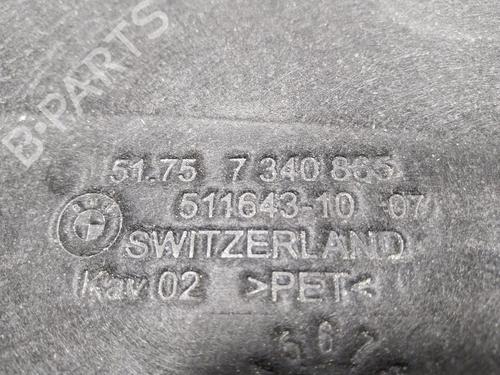 B-PARTS
51.75 7 340 865
511643-10 07
SWITZERLAND
Kav 02 >PET<